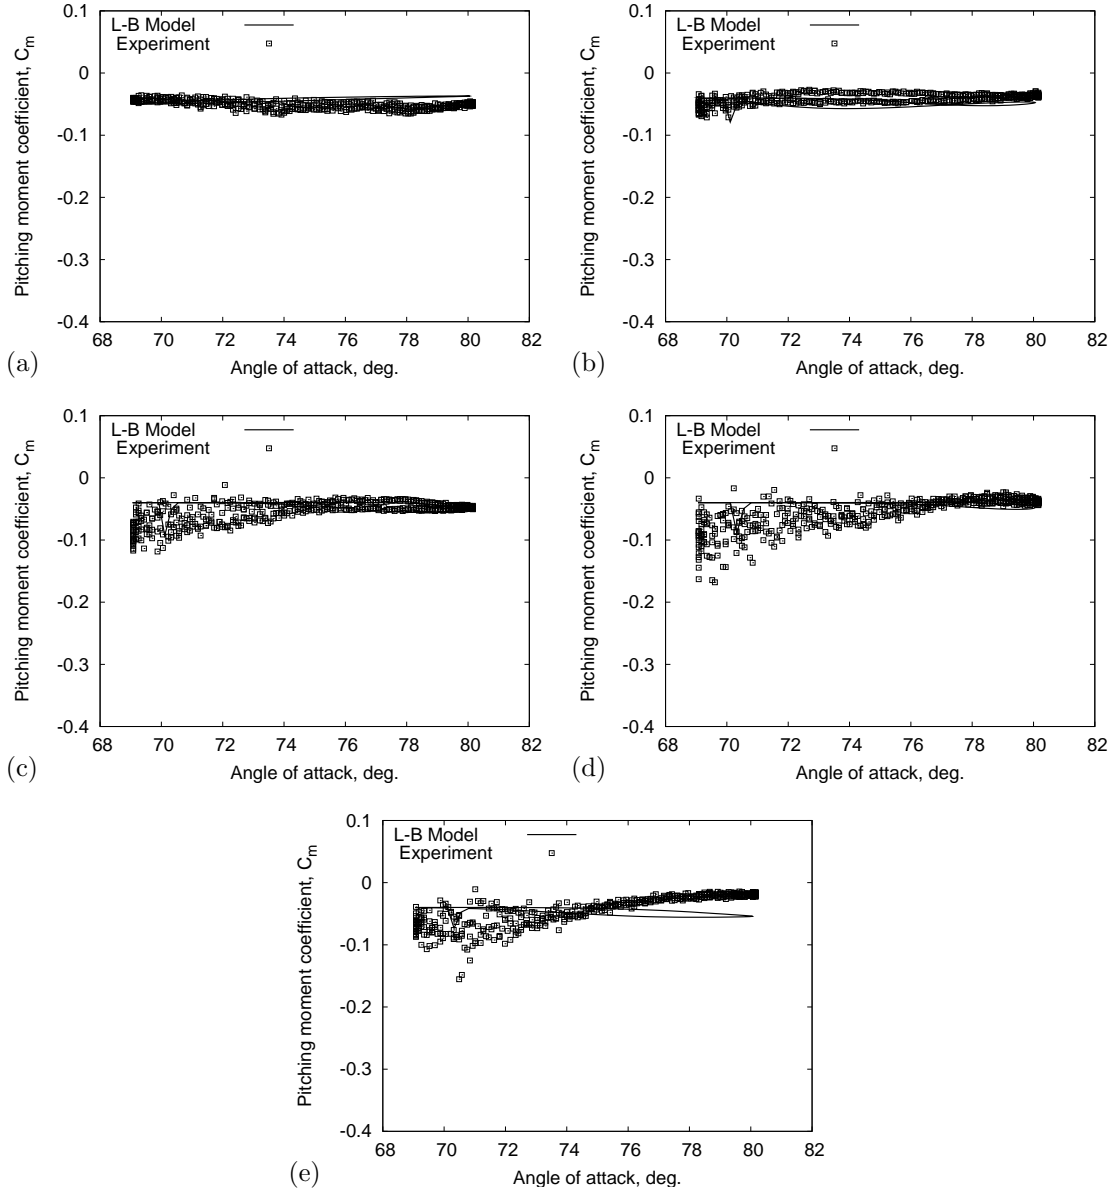 0.1
0
-0.1
-0.2
-0.3
-0.4
68 70 72 74 76 78 80 82
Pitching moment coefficient, Cm
Angle of attack, deg.
L-B Model
Experiment
(a)
0.1
0
-0.1
-0.2
-0.3
-0.4
68 70 72 74 76 78 80 82
Pitching moment coefficient, Cm
Angle of attack, deg.
L-B Model
Experiment
(b)
0.1
0
-0.1
-0.2
-0.3
-0.4
68 70 72 74 76 78 80 82
Pitching moment coefficient, Cm
Angle of attack, deg.
L-B Model
Experiment
(c)
0.1
0
-0.1
-0.2
-0.3
-0.4
68 70 72 74 76 78 80 82
Pitching moment coefficient, Cm
Angle of attack, deg.
L-B Model
Experiment
(d)
0.1
0
-0.1
-0.2
-0.3
-0.4
68 70 72 74 76 78 80 82
Pitching moment coefficient, Cm
Angle of attack, deg.
L-B Model
Experiment
(e)